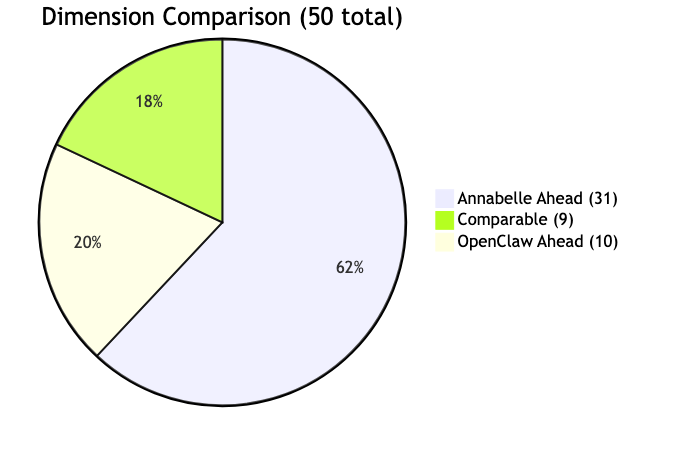 Dimension Comparison (50 total)
18%
20%
62%
Annabelle Ahead (31)
Comparable (9)
OpenClaw Ahead (10)